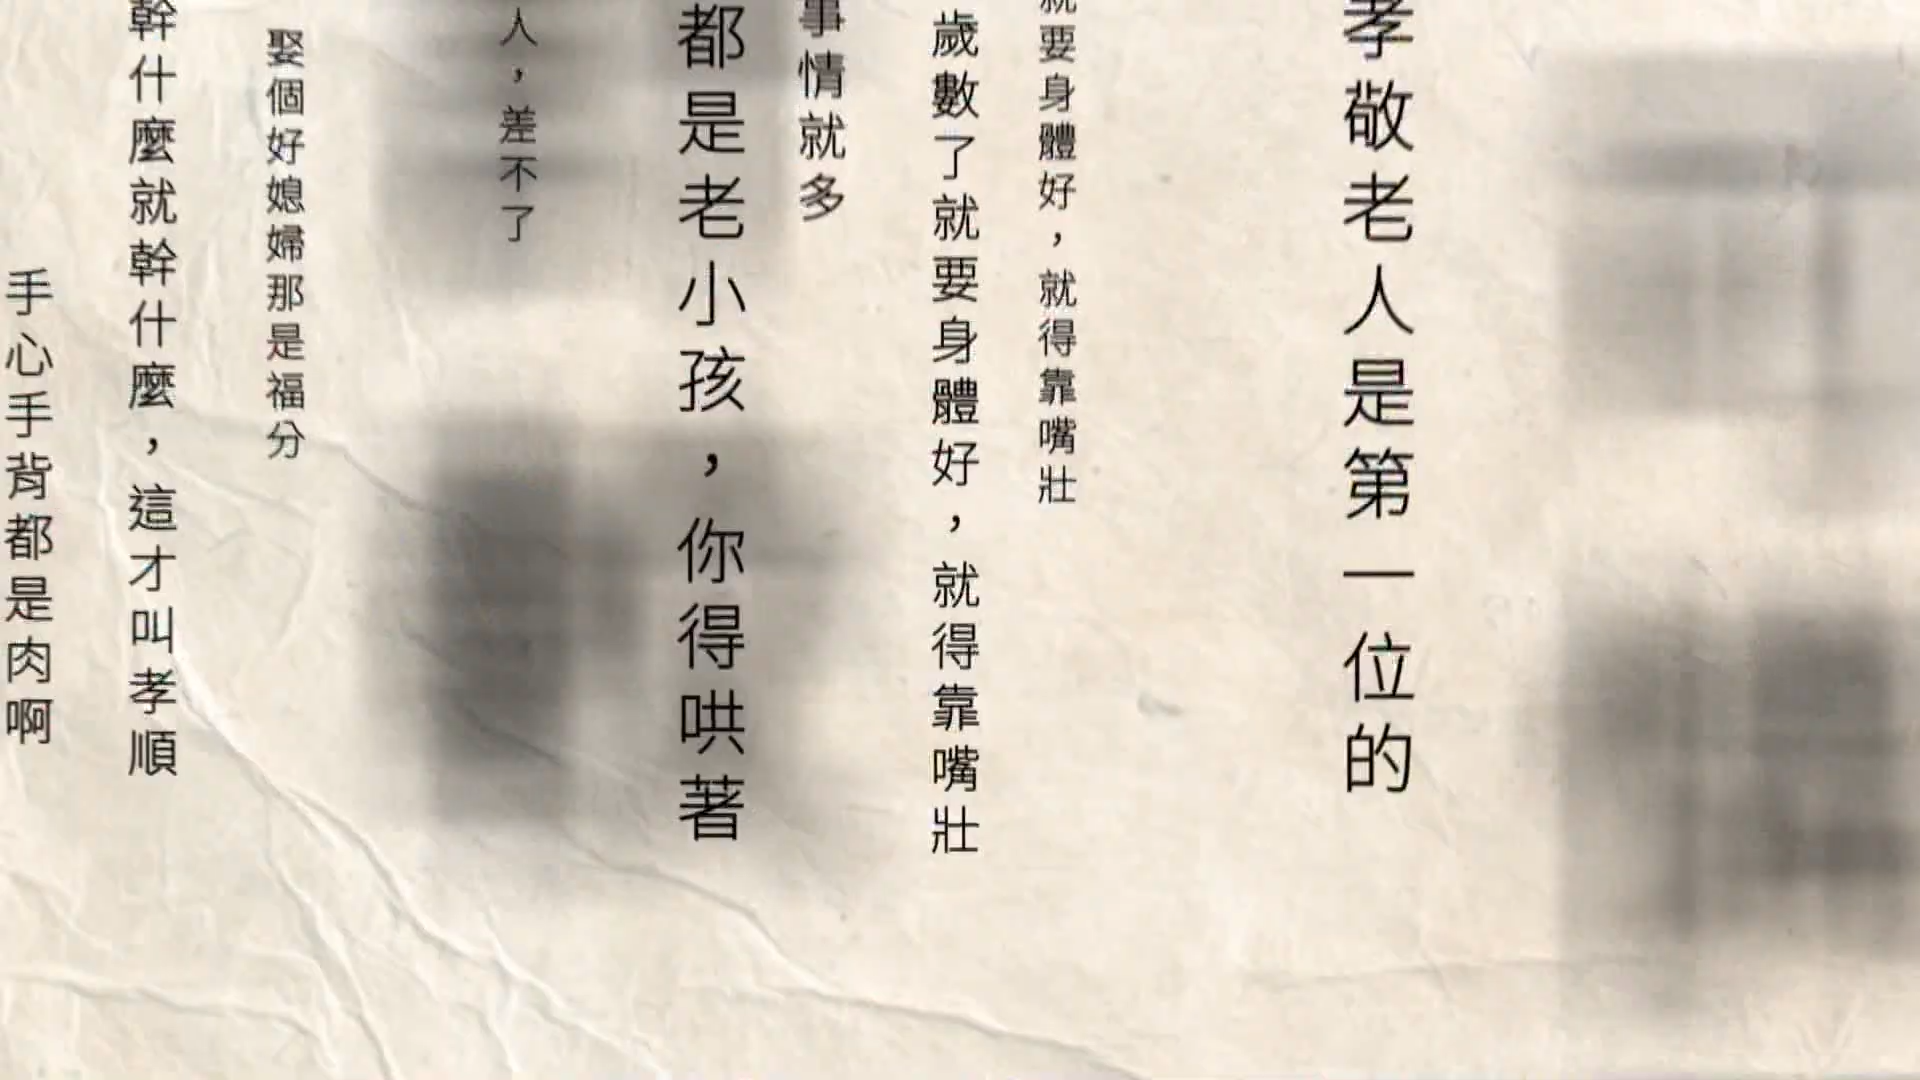 孝敬老人是第一位的
就要身體好，就得靠嘴壯
歲數了就要身體好，就得靠嘴壯
事情就多
都是老小孩，你得哄著
人，差不了
娶個好媳婦那是福分
幹什麼就幹什麼，這才叫孝順
手心手背都是肉啊